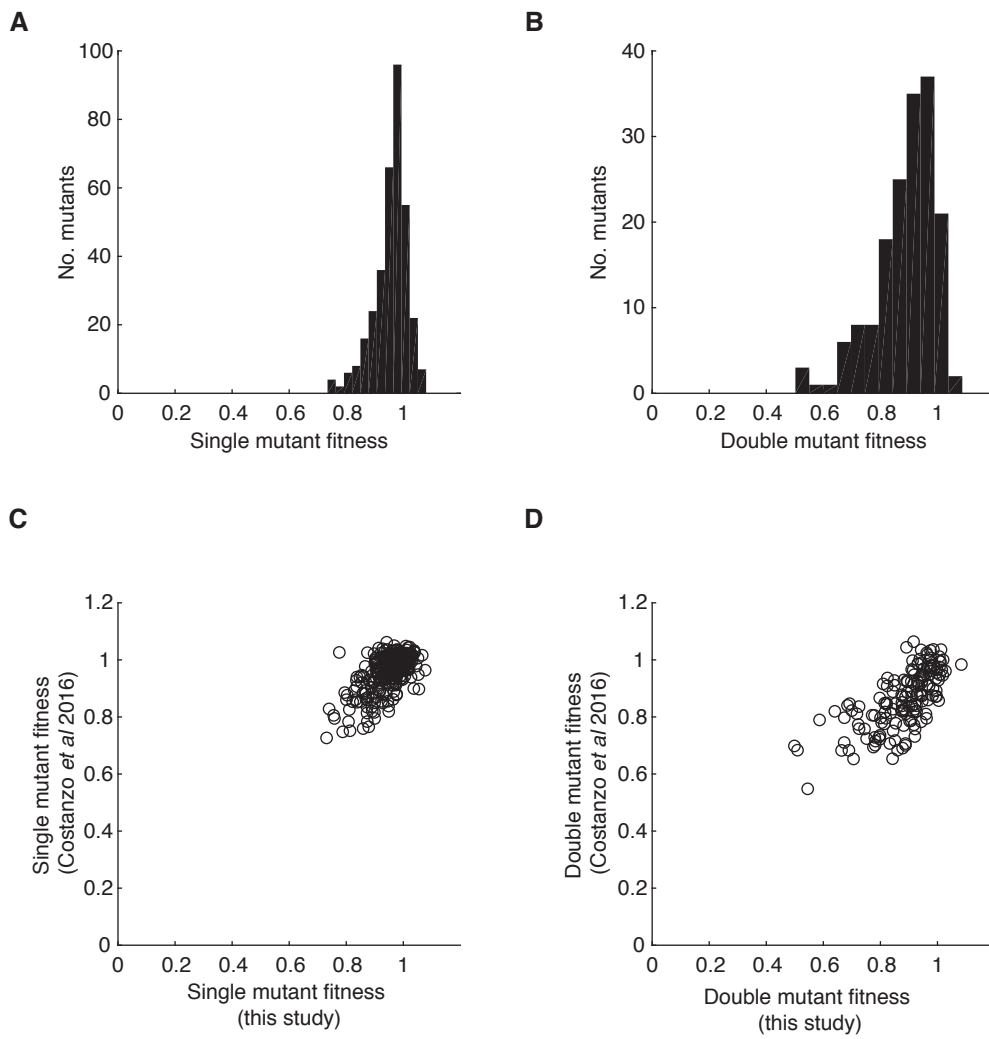 A
100
80
60
40
20
0
No. mutants
0 0.2 0.4 0.6 0.8 1
Single mutant fitness
B
40
30
20
10
0
No. mutants
0 0.2 0.4 0.6 0.8 1
Double mutant fitness
C
1.2
1
0.8
0.6
0.4
0.2
0
Single mutant fitness
(Costanzo et al 2016)
0 0.2 0.4 0.6 0.8 1
Single mutant fitness
(this study)
D
1.2
1
0.8
0.6
0.4
0.2
0
Double mutant fitness
(Costanzo et al 2016)
0 0.2 0.4 0.6 0.8 1
Double mutant fitness
(this study)